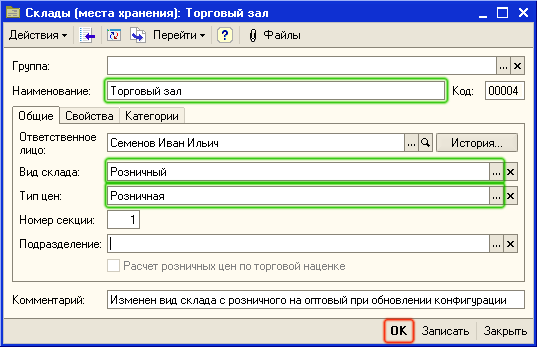 Склады (места хранения): Торговый зал
Действия Перейти ? Файлы
Группа: ... ×
Наименование: Торговый зал Код: 00004
Общие Свойства Категории
Ответственное лицо: Семенов Иван Ильич ... История...
Вид склада: Розничный ... ×
Тип цен: Розничная ... ×
Номер секции: 1
Подразделение: ... ×
Расчет розничных цен по торговой наценке
Комментарий: Изменен вид склада с розничного на оптовый при обновлении конфигурации
OK Записать Закрыть